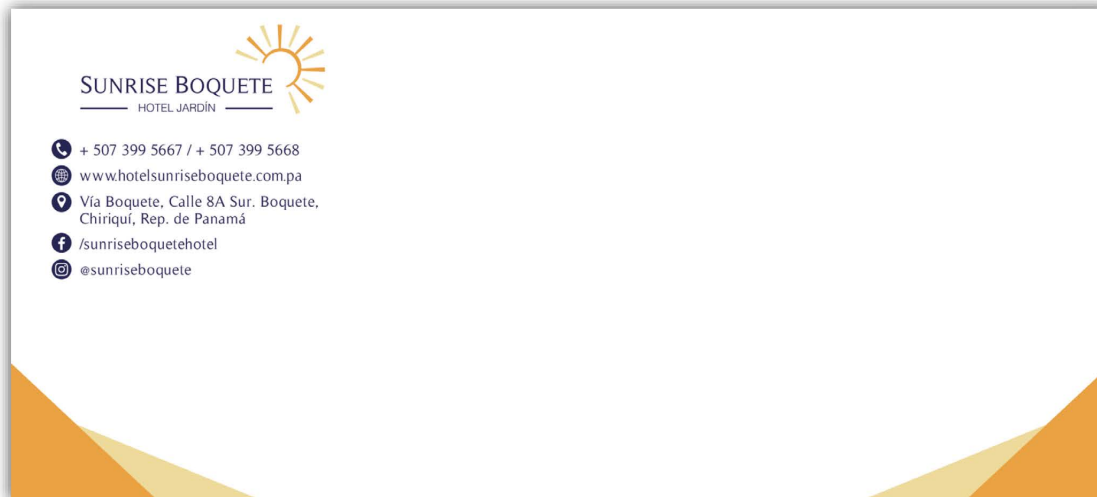 SUNRISE BOQUETE
HOTEL JARDÍN
+ 507 399 5667 / + 507 399 5668
www.hotelsunriseboquete.com.pa
Vía Boquete, Calle 8A Sur. Boquete,
Chiriquí, Rep. de Panamá
/sunriseboquetehotel
@sunriseboquete